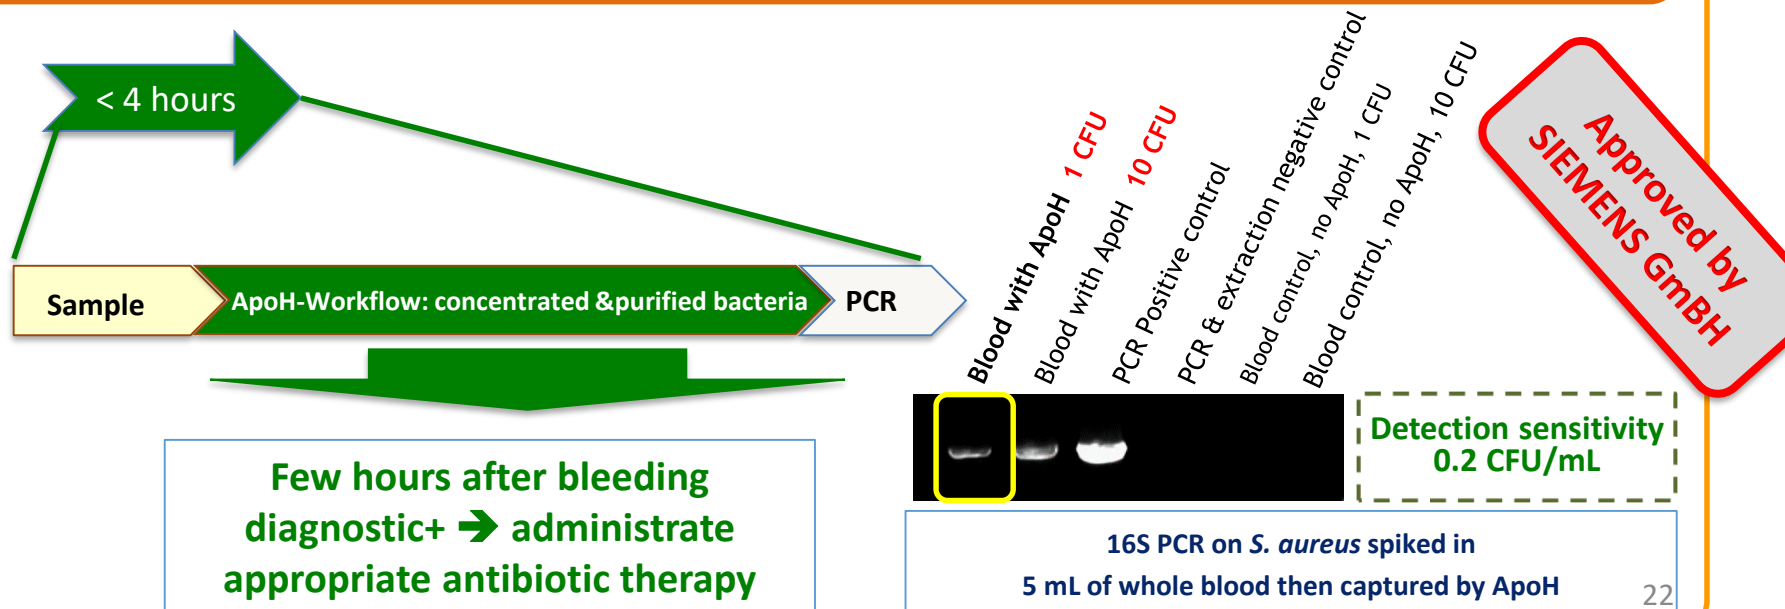 < 4 hours
Sample
ApoH-Workflow: concentrated &purified bacteria
PCR
Few hours after bleeding
diagnostic+ ➔ administrate
appropriate antibiotic therapy
Blood with ApoH 1 CFU
Blood with ApoH 10 CFU
PCR Positive control
PCR & extraction negative control
Blood control, no ApoH, 1 CFU
Blood control, no ApoH, 10 CFU
Approved by
SIEMENS GmBH
Detection sensitivity
0.2 CFU/mL
16S PCR on S. aureus spiked in
5 mL of whole blood then captured by ApoH
22